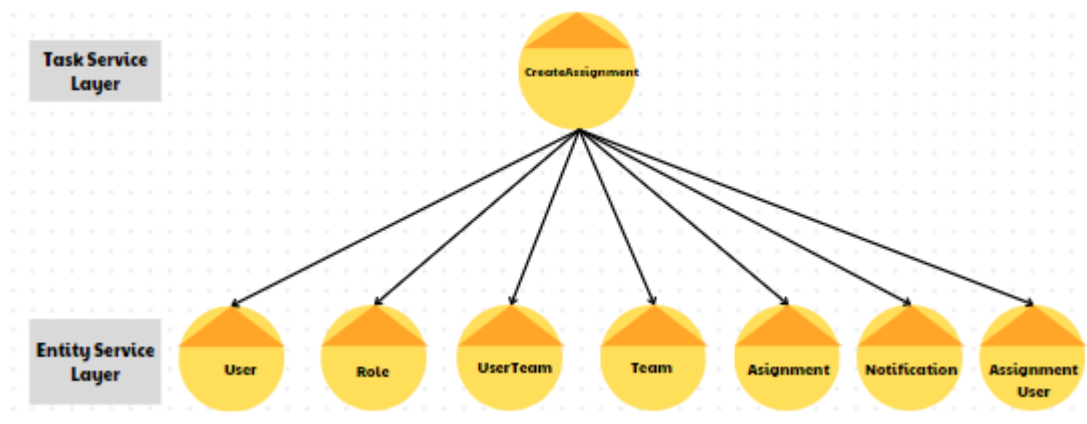 Task Service
Layer
CreateAssignment
Entity Service
Layer
User
Role
UserTeam
Team
Asignment
Notification
Assignment
User